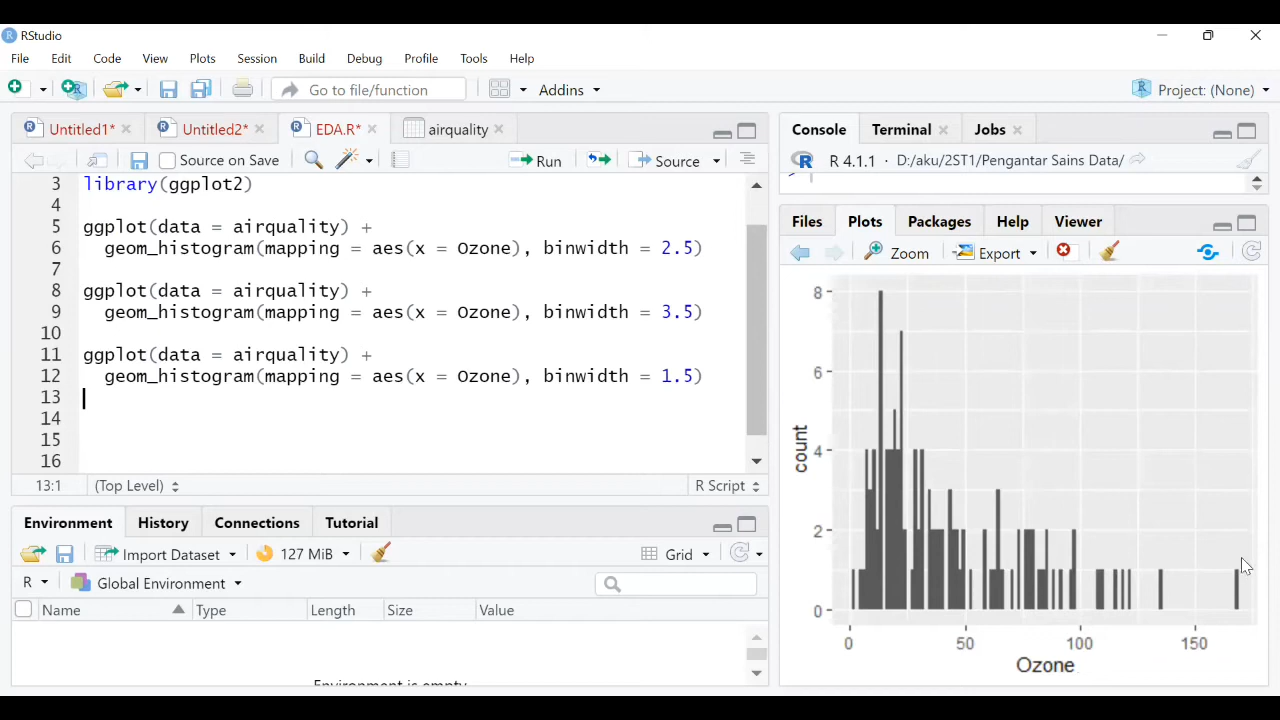 RStudio
File Edit Code View Plots Session Build Debug Profile Tools Help
Go to file/function Addins Project: (None)
Untitled1* Untitled2* EDA.R* airquality
Source on Save Run Source
3 library(ggplot2)
4
5 ggplot(data = airquality) +
6 geom_histogram(mapping = aes(x = Ozone), binwidth = 2.5)
7
8 ggplot(data = airquality) +
9 geom_histogram(mapping = aes(x = Ozone), binwidth = 3.5)
10
11 ggplot(data = airquality) +
12 geom_histogram(mapping = aes(x = Ozone), binwidth = 1.5)
13
14
15
16
13:1 (Top Level) R Script
Environment History Connections Tutorial
Import Dataset 127 MiB Grid
R Global Environment
Name Type Length Size Value
Environment is empty
Console Terminal Jobs
R 4.1.1 · D:/aku/2ST1/Pengantar Sains Data/
>
Files Plots Packages Help Viewer
Zoom Export
8
6
count
4
2
0
0 50 100 150
Ozone